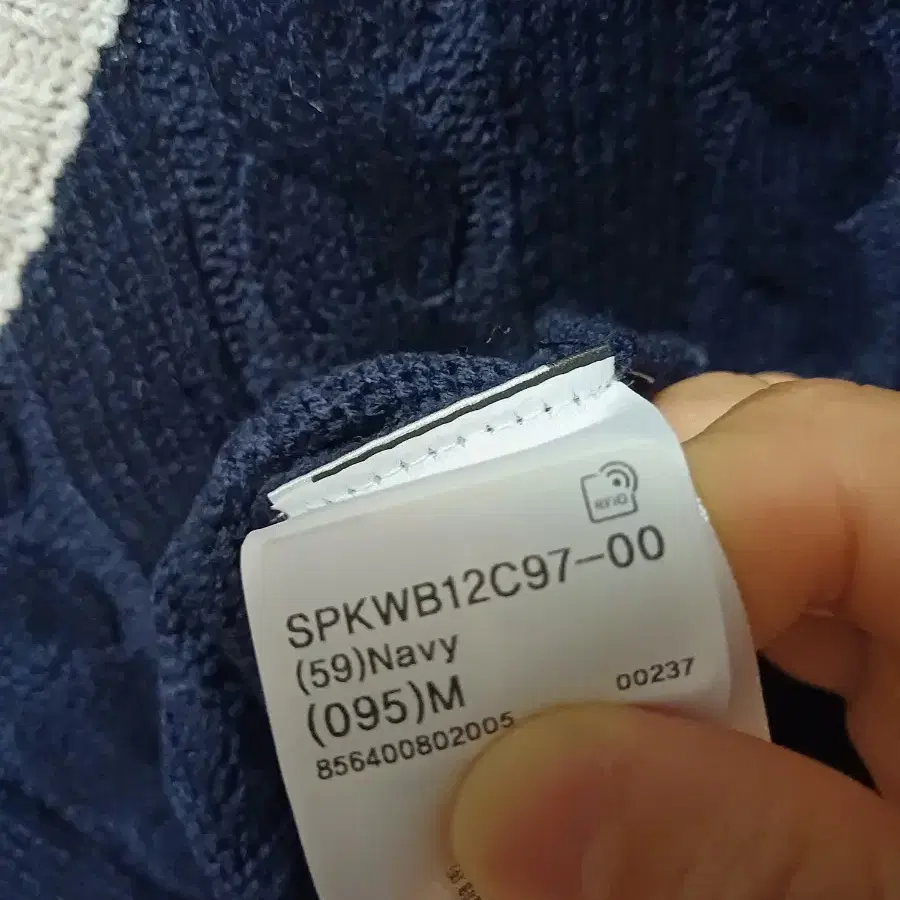 RFID
SPKWB12C97-00
(59)Navy
(095)M
00237
856400802005